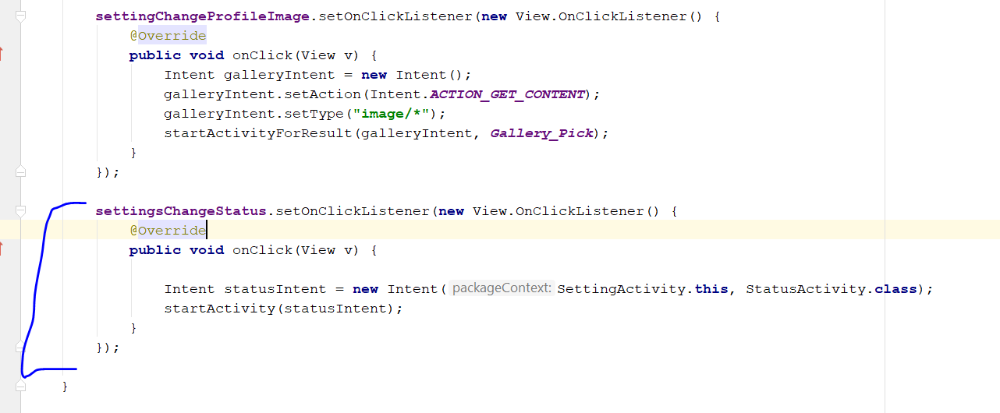 settingChangeProfileImage.setOnClickListener(new View.OnClickListener() {
@Override
public void onClick(View v) {
Intent galleryIntent = new Intent();
galleryIntent.setAction(Intent.ACTION_GET_CONTENT);
galleryIntent.setType("image/*");
startActivityForResult(galleryIntent, Gallery_Pick);
}
});
settingsChangeStatus.setOnClickListener(new View.OnClickListener() {
@Override
public void onClick(View v) {
Intent statusIntent = new Intent( packageContext: SettingActivity.this, StatusActivity.class);
startActivity(statusIntent);
}
});
}